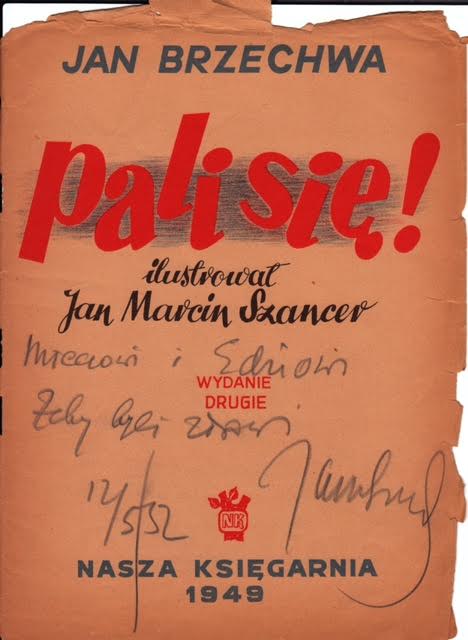 JAN BRZECHWA
pali się!
ilustrował
Jan Marcin Szancer
i Edziowi
WYDANIE
DRUGIE
Żeby byli zdrowi
12/5/52
NK
NASZA KSIĘGARNIA
1949